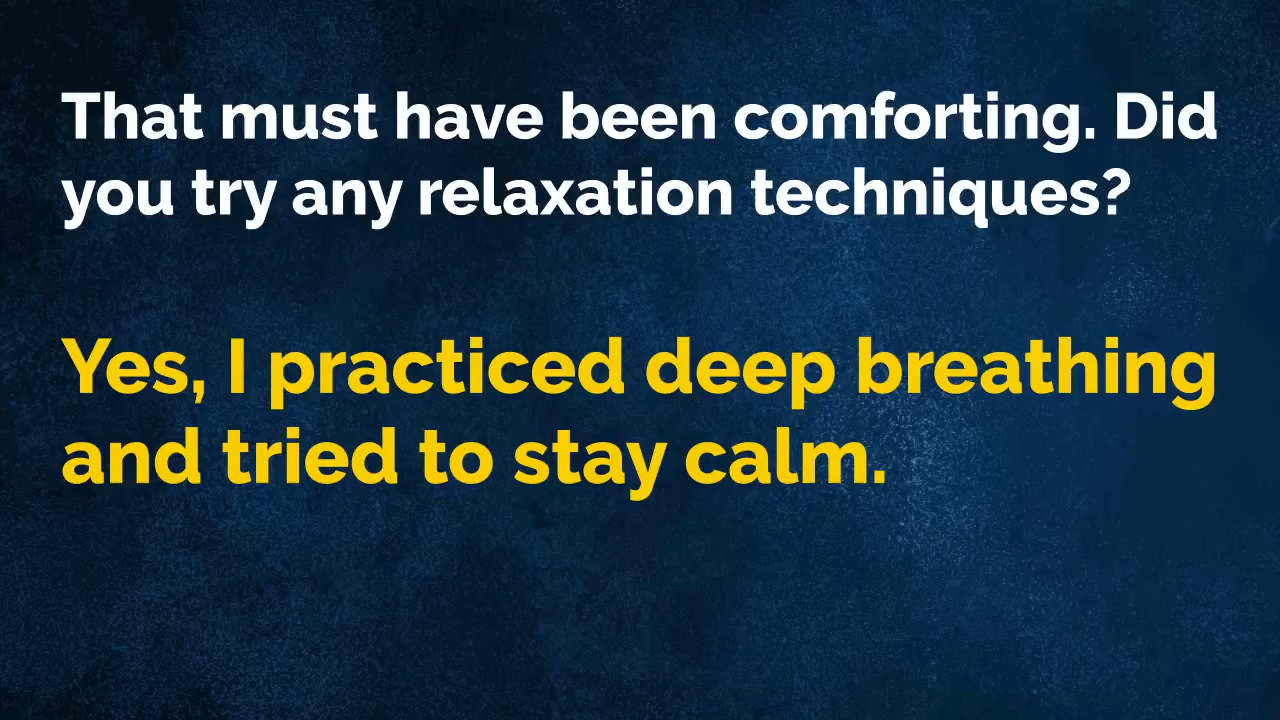 That must have been comforting. Did
you try any relaxation techniques?
Yes, I practiced deep breathing
and tried to stay calm.